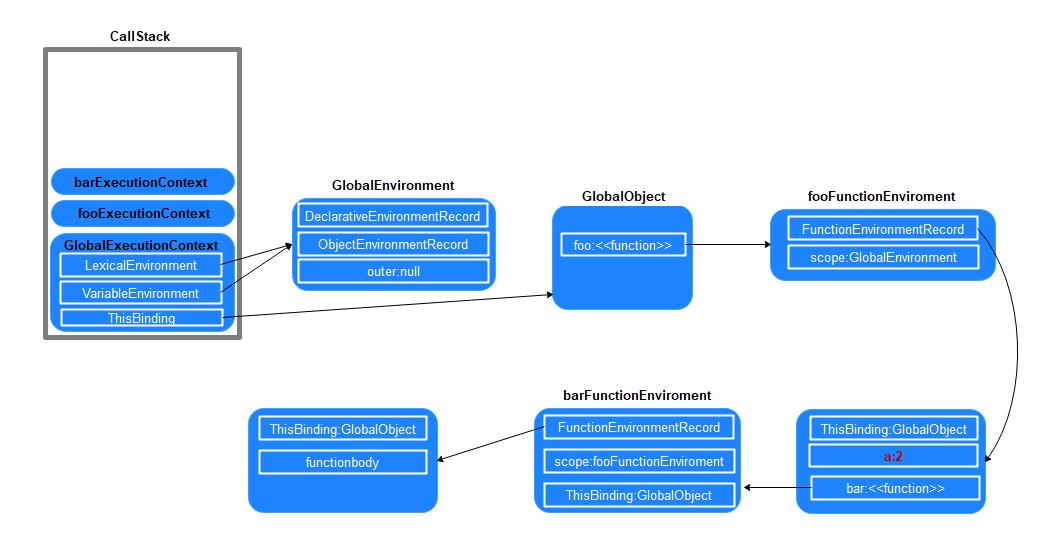 CallStack
barExecutionContext
fooExecutionContext
GlobalExecutionContext
LexicalEnvironment
VariableEnvironment
ThisBinding
GlobalEnvironment
DeclarativeEnvironmentRecord
ObjectEnvironmentRecord
outer:null
GlobalObject
foo:<<function>>
fooFunctionEnviroment
FunctionEnvironmentRecord
scope:GlobalEnvironment
ThisBinding:GlobalObject
functionbody
barFunctionEnviroment
FunctionEnvironmentRecord
scope:fooFunctionEnviroment
ThisBinding:GlobalObject
ThisBinding:GlobalObject
a:2
bar:<<function>>